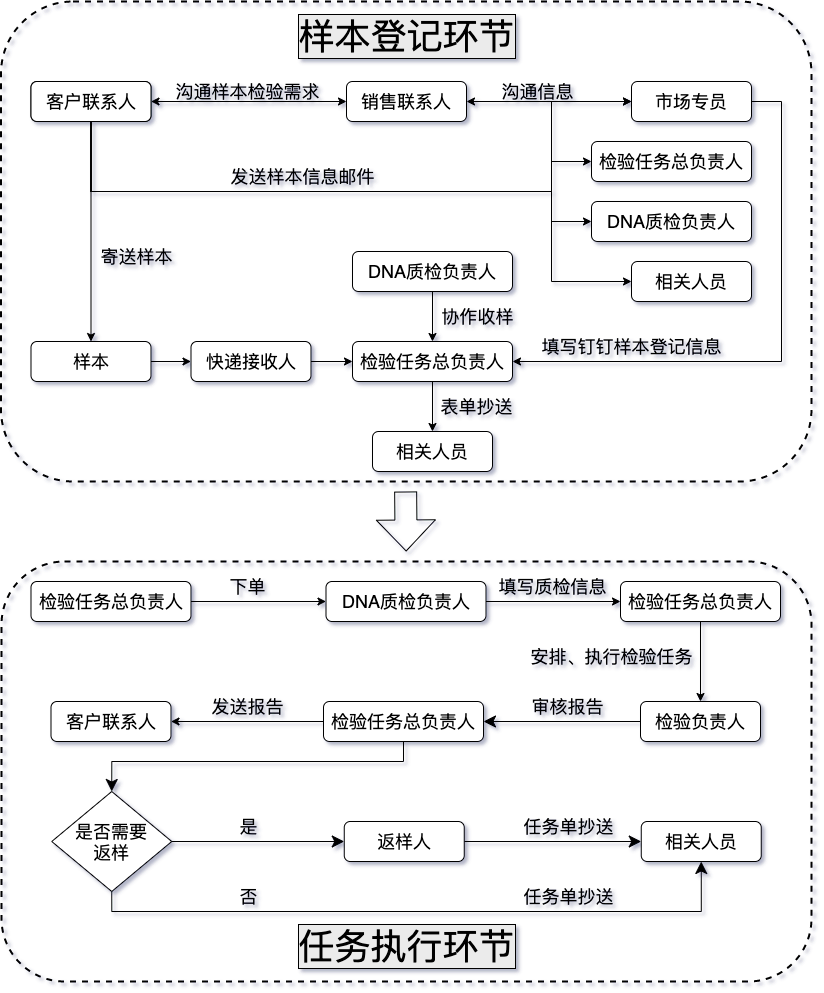 样本登记环节
客户联系人
沟通样本检验需求
销售联系人
沟通信息
市场专员
检验任务总负责人
发送样本信息邮件
DNA质检负责人
寄送样本
DNA质检负责人
相关人员
协作收样
样本
快递接收人
检验任务总负责人
填写钉钉样本登记信息
表单抄送
相关人员
检验任务总负责人
下单
DNA质检负责人
填写质检信息
检验任务总负责人
安排、执行检验任务
客户联系人
发送报告
检验任务总负责人
审核报告
检验负责人
是否需要
返样
是
返样人
任务单抄送
相关人员
否
任务单抄送
任务执行环节